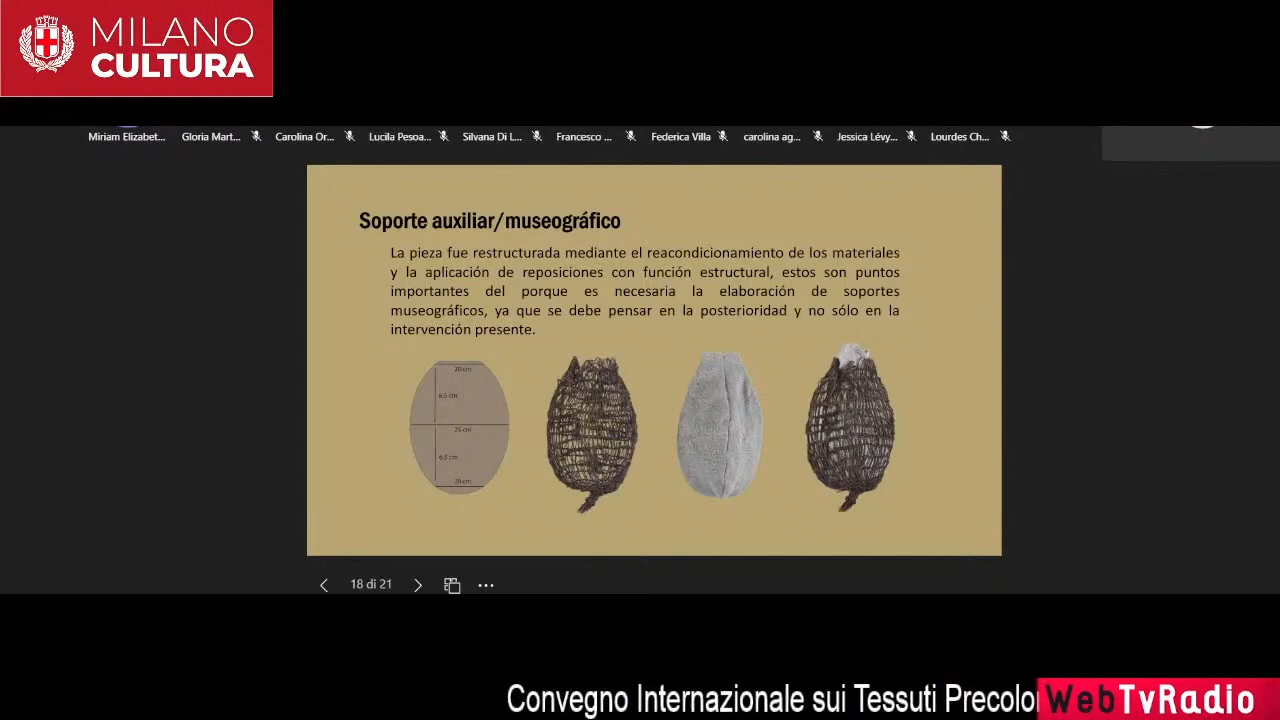 MILANO
CULTURA
Miriam Elizabet... Gloria Mart... Carolina Or... Lucila Pesoa... Silvana Di L... Francesco ... Federica Villa carolina ag... Jessica Lévy... Lourdes Ch...
Soporte auxiliar/museográfico
La pieza fue restructurada mediante el reacondicionamiento de los materiales
y la aplicación de reposiciones con función estructural, estos son puntos
importantes del porque es necesaria la elaboración de soportes
museográficos, ya que se debe pensar en la posterioridad y no sólo en la
intervención presente.
20 cm
6.5 cm
25 cm
6.5 cm
20 cm
18 di 21
Convegno Internazionale sui Tessuti Precolo
WebTvRadio